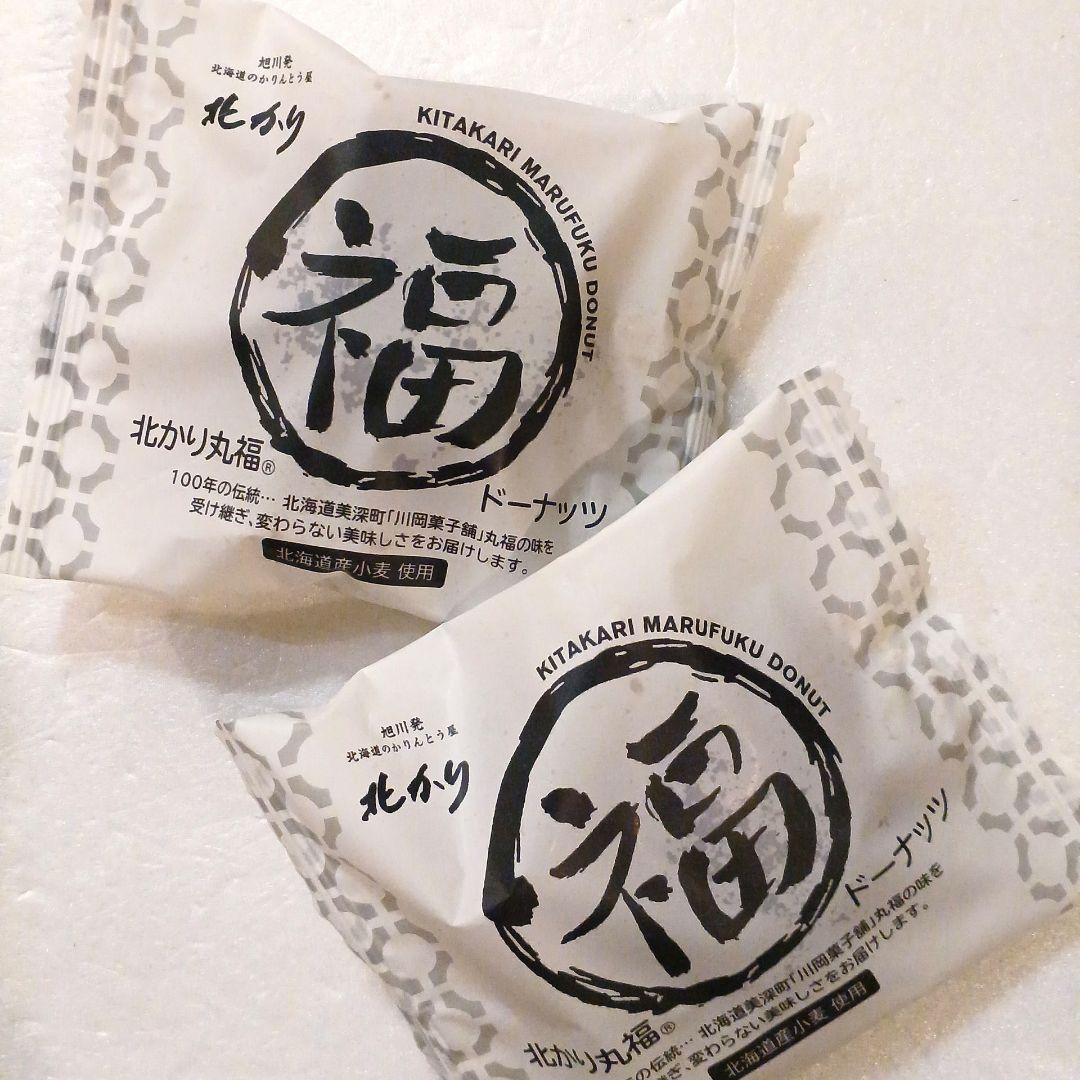 旭川発
北海道のかりんとう屋
北かり
KITAKARI MARUFUKU DONUT
福
北かり丸福®
ドーナッツ
100年の伝統… 北海道美深町「川岡菓子舗」丸福の味を
受け継ぎ、変わらない美味しさをお届けします。
北海道産小麦 使用
旭川発
北海道のかりんとう屋
北かり
KITAKARI MARUFUKU DONUT
福
北かり丸福®
ドーナッツ
の伝統… 北海道美深町「川岡菓子舗」丸福の味を
ぎ、変わらない美味しさをお届けします。
北海道産小麦 使用